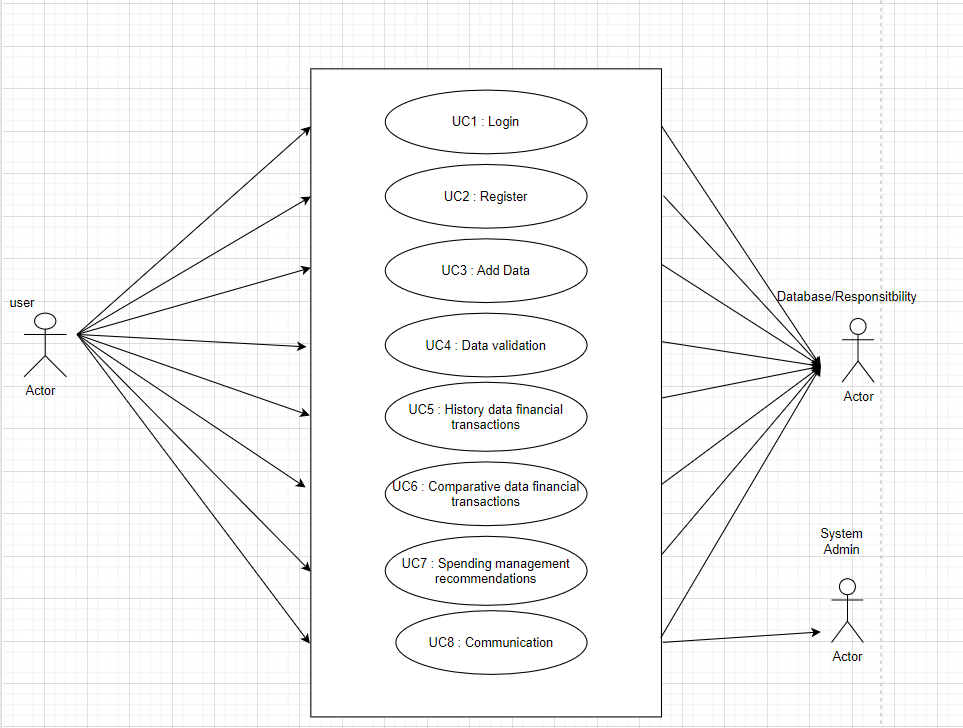 UC1 : Login
UC2 : Register
UC3 : Add Data
user
Database/Responsitbility
UC4 : Data validation
Actor
Actor
UC5 : History data financial
transactions
UC6 : Comparative data financial
transactions
System
Admin
UC7 : Spending management
recommendations
UC8 : Communication
Actor